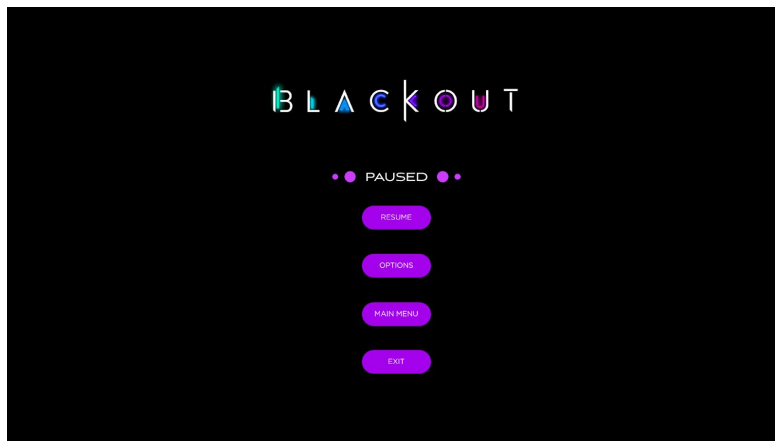 BLACKOUT
PAUSED
RESUME
OPTIONS
MAIN MENU
EXIT